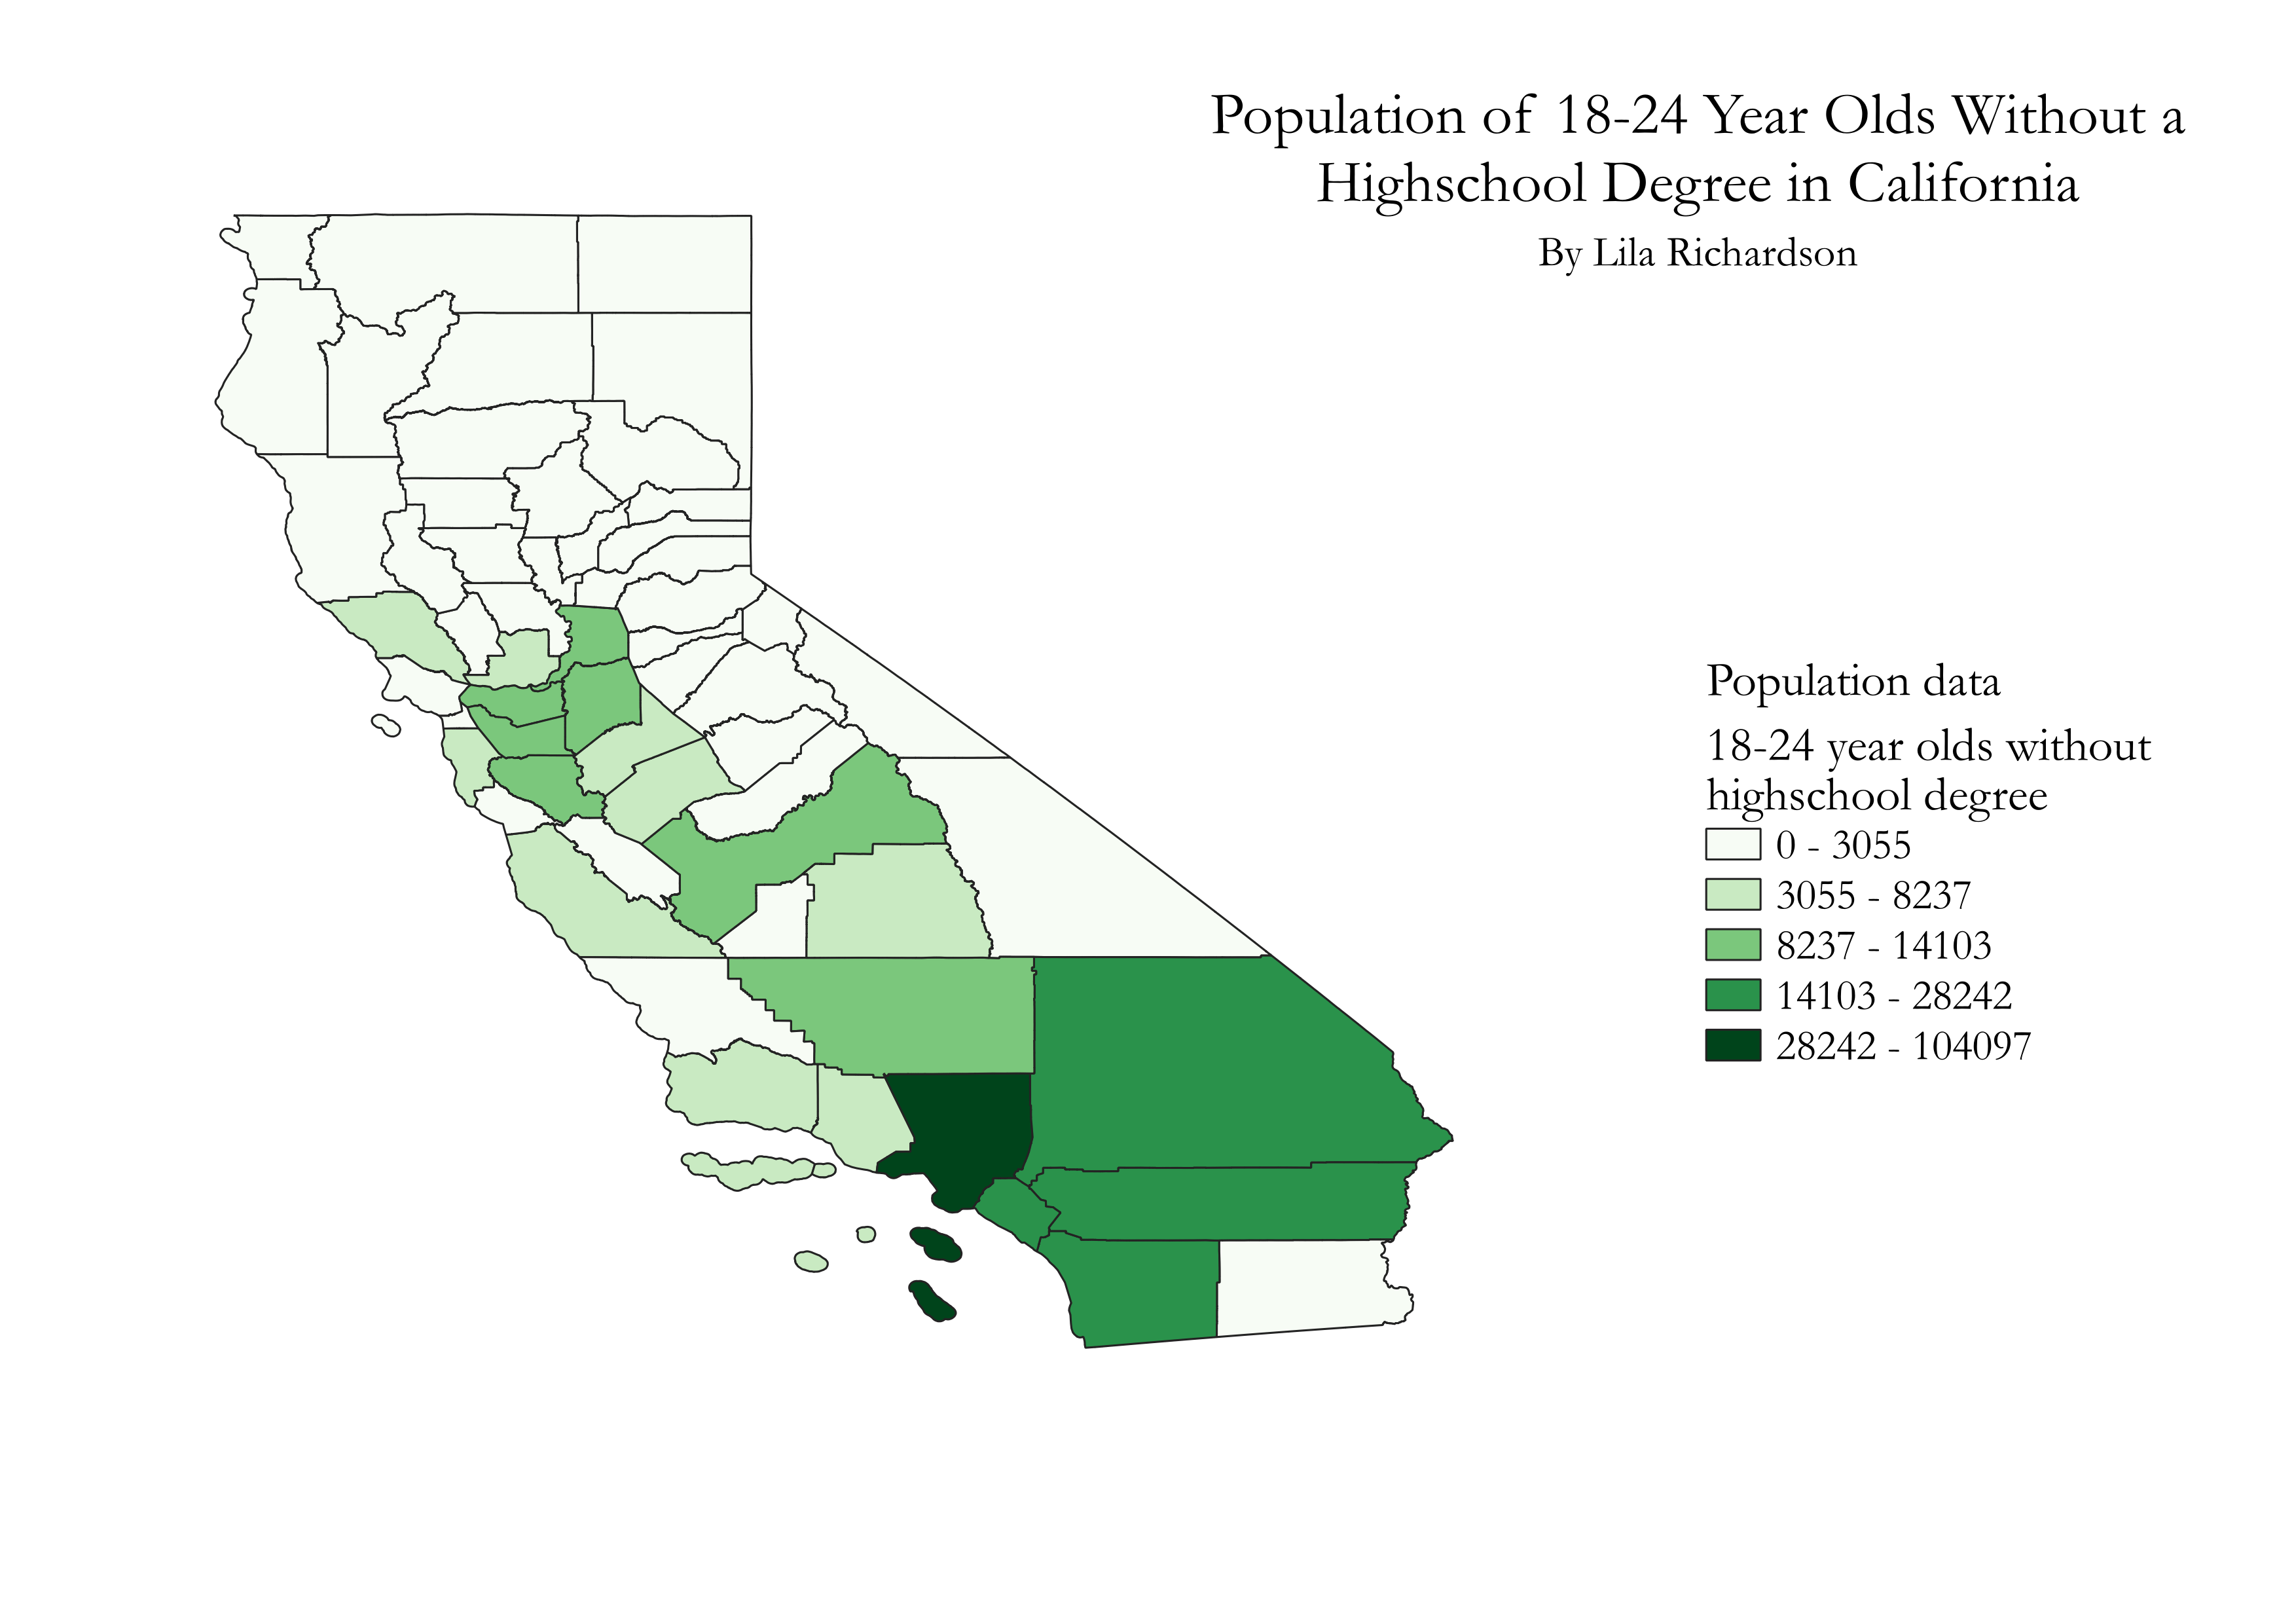 Population of 18-24 Year Olds Without a
Highschool Degree in California
By Lila Richardson
Population data
18-24 year olds without
highschool degree
0 - 3055
3055 - 8237
8237 - 14103
14103 - 28242
28242 - 104097